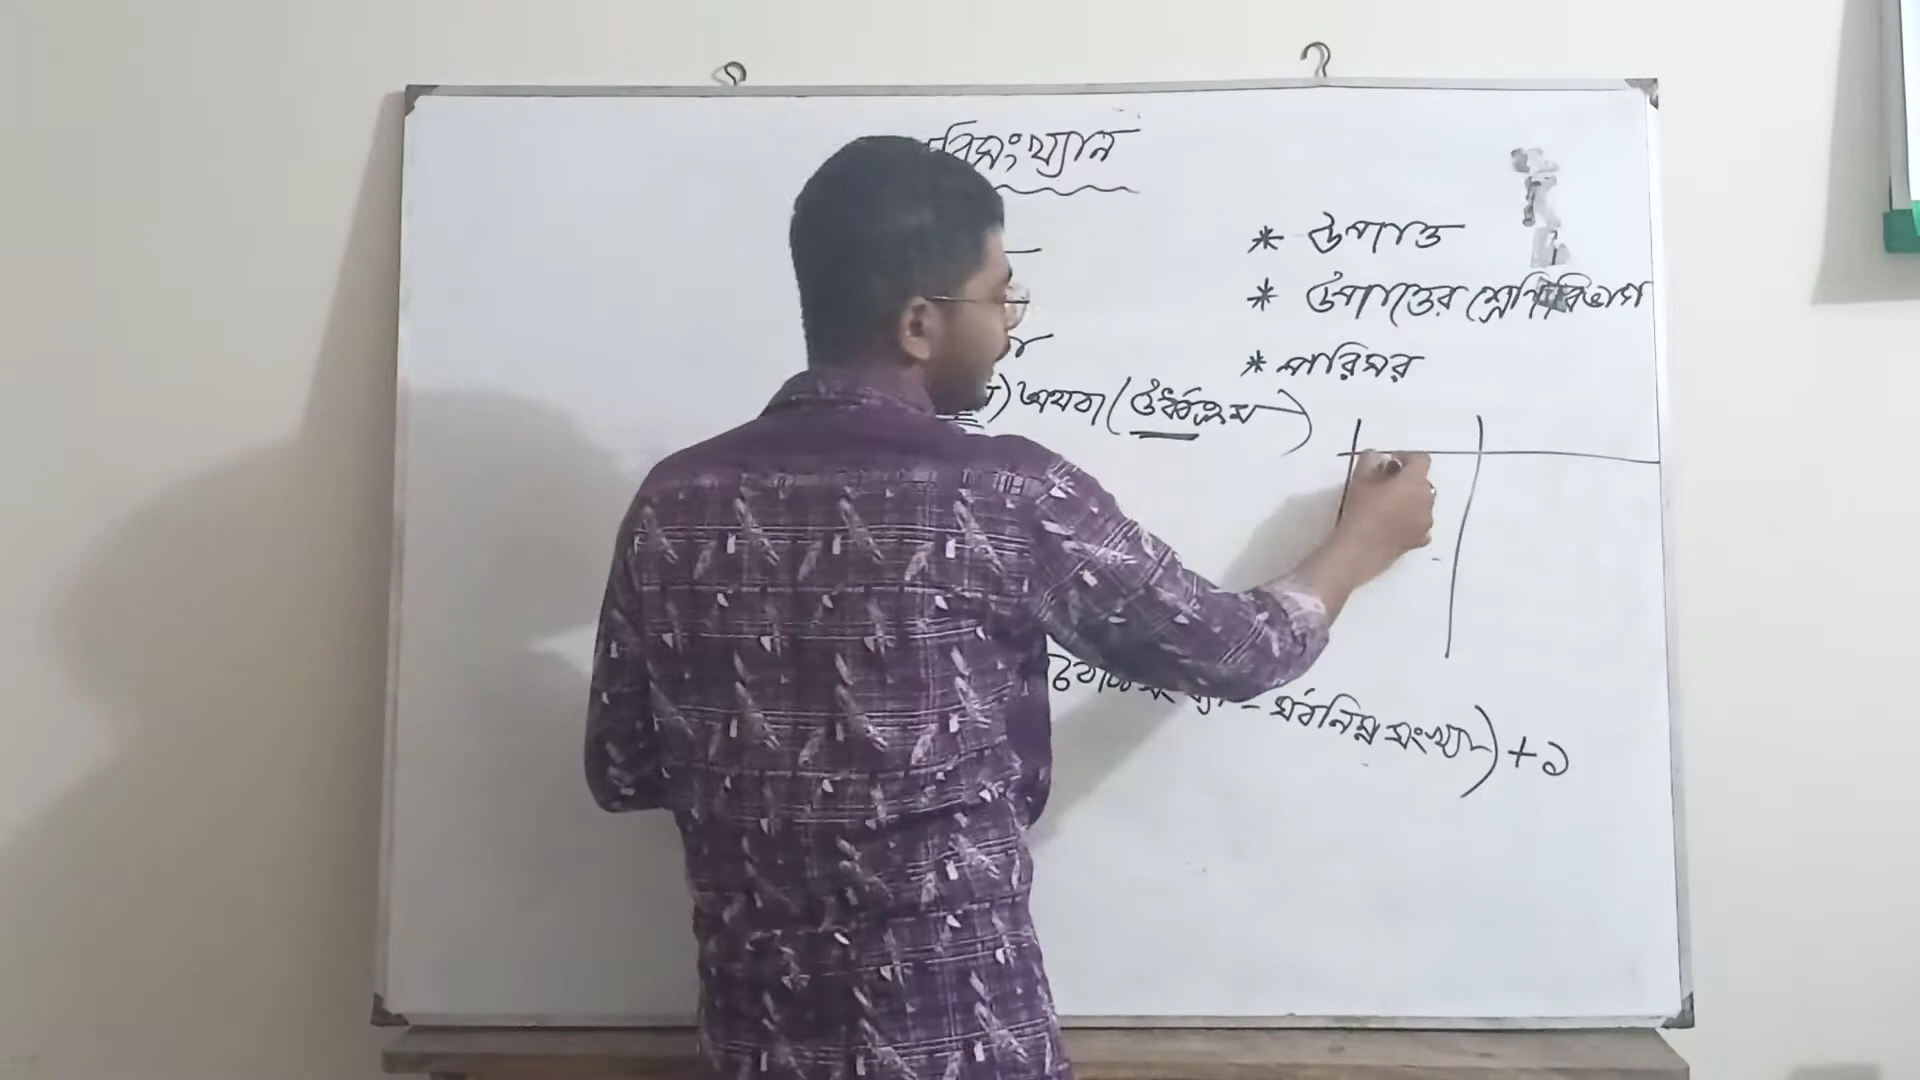 রিসংখ্যান
* উপাত্ত
* উপাত্তের শ্রেণিবিভাগ
* পরিসর
) অথবা (ঊর্ধ্বক্রম)
- সর্বনিম্ন সংখ্যা) + ১